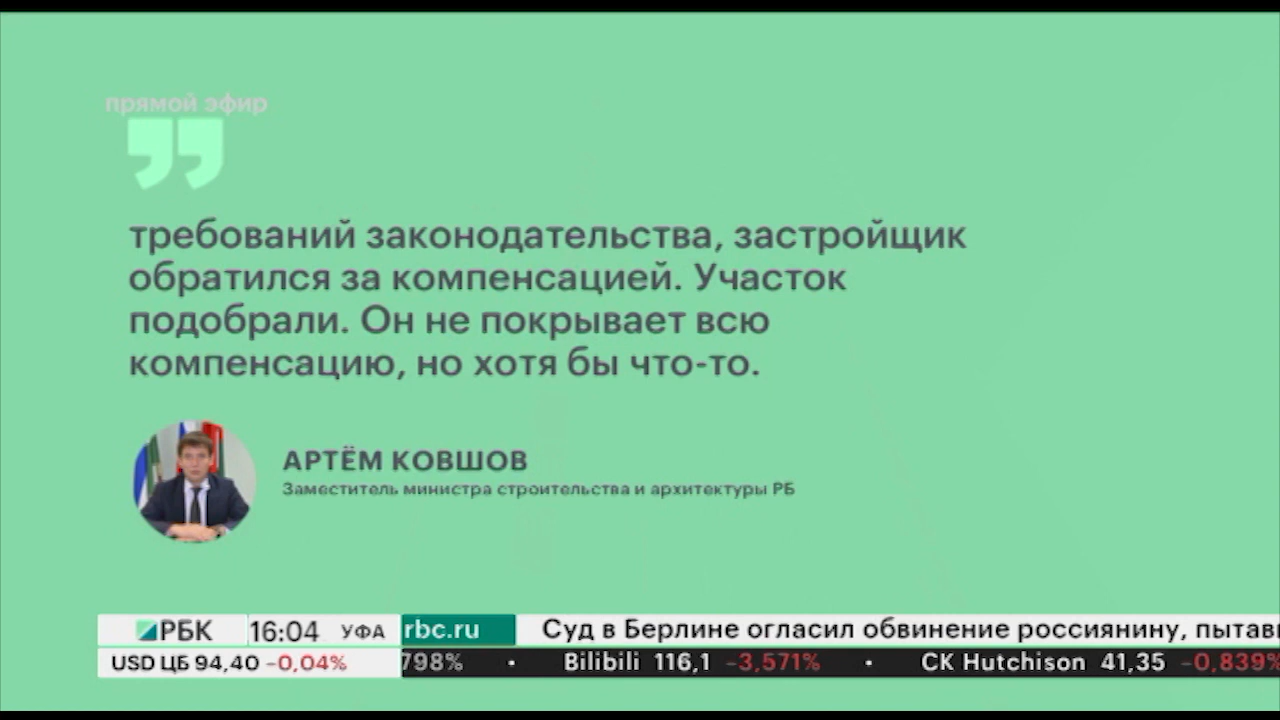 прямой эфир
требований законодательства, застройщик
обратился за компенсацией. Участок
подобрали. Он не покрывает всю
компенсацию, но хотя бы что-то.
АРТЁМ КОВШОВ
Заместитель министра строительства и архитектуры РБ
РБК 16:04 УФА rbc.ru Суд в Берлине огласил обвинение россиянину,
USD ЦБ 94,40 -0,04% 798% • Bilibili 116,1 -3,571% • CK Hutchison 41,35 -0,839%